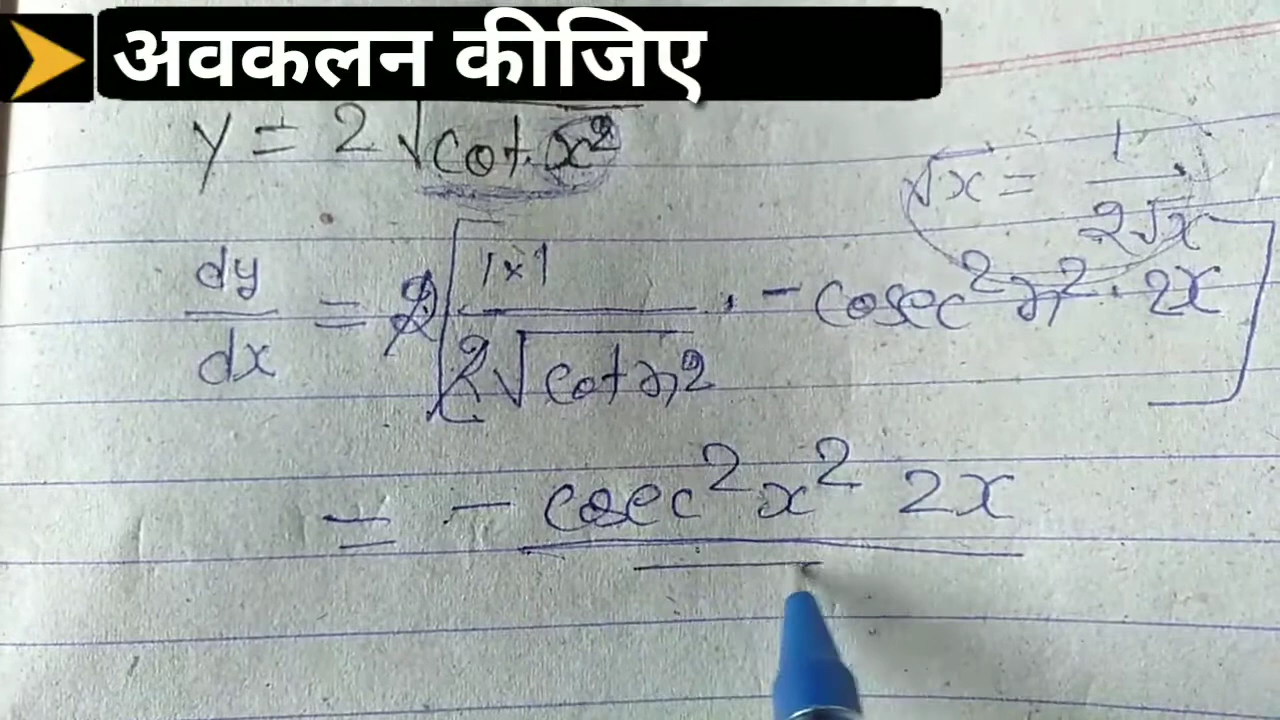 अवकलन कीजिए
y = 2 √cot x²
√x = 1/2√x
dy/dx = 2 [ 1×1/2√cot x² · - cosec² x² · 2x ]
= - cosec² x² 2x